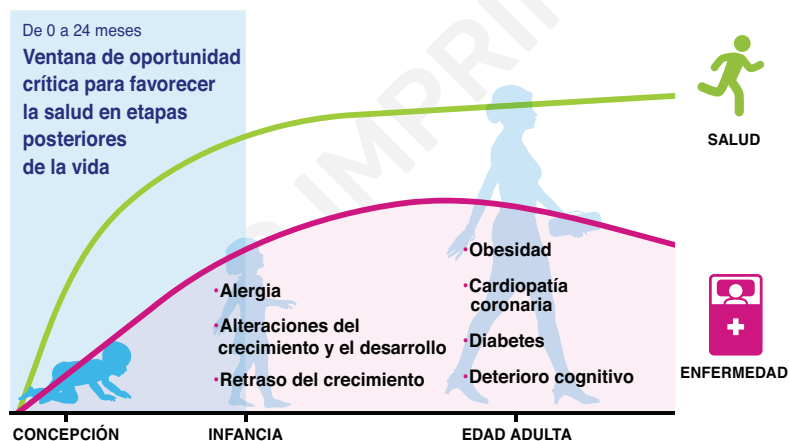 De 0 a 24 meses
Ventana de oportunidad
crítica para favorecer
la salud en etapas
posteriores
de la vida
SALUD
·Alergia
·Alteraciones del
crecimiento y el desarrollo
·Retraso del crecimiento
·Obesidad
·Cardiopatía
coronaria
·Diabetes
·Deterioro cognitivo
ENFERMEDAD
CONCEPCIÓN
INFANCIA
EDAD ADULTA
IMPRI